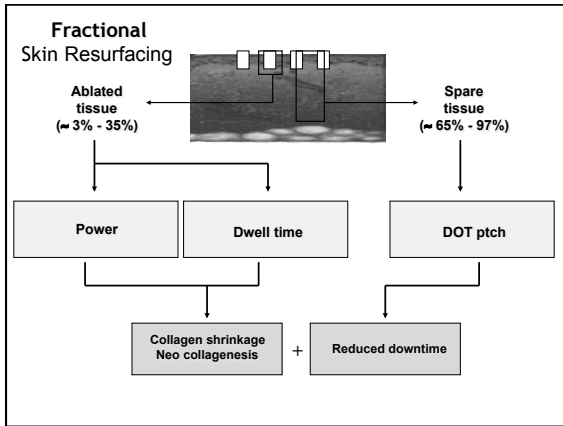 Fractional
Skin Resurfacing
Ablated
tissue
(≈ 3% - 35%)
Spare
tissue
(≈ 65% - 97%)
Power
Dwell time
DOT ptch
Collagen shrinkage
Neo collagenesis
+
Reduced downtime